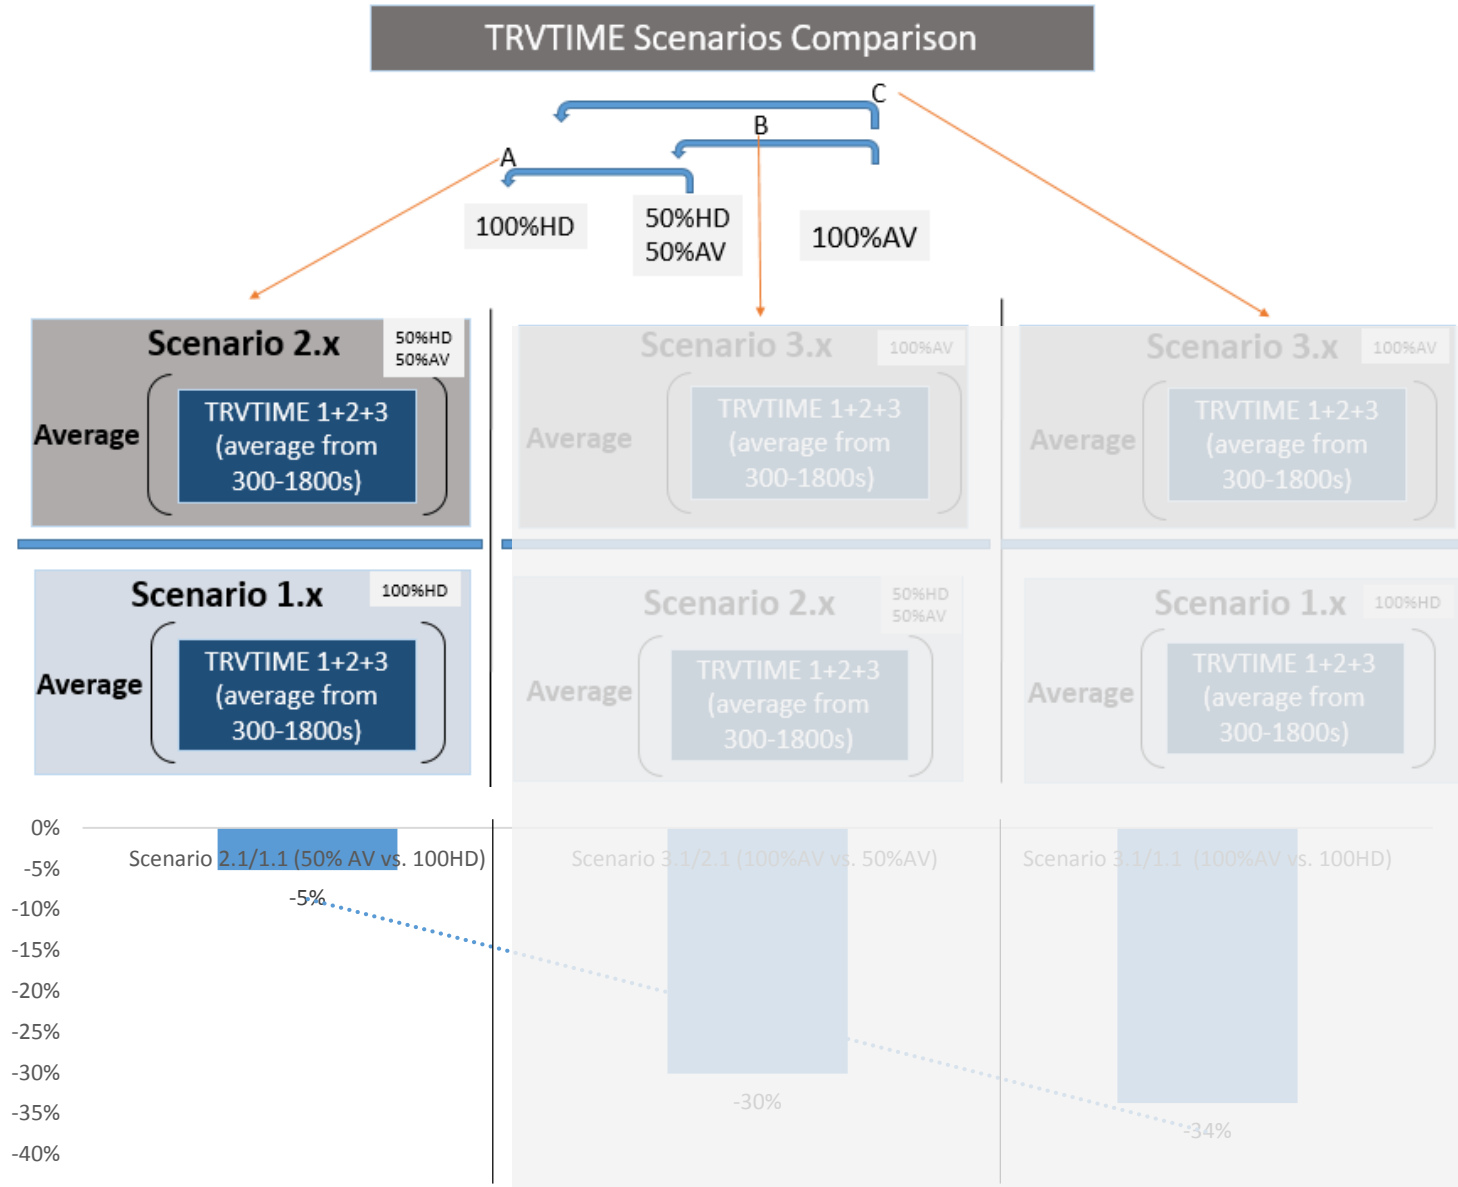 TRVTIME Scenarios Comparison
C
B
A
100%HD
50%HD
50%AV
100%AV
Scenario 2.x
50%HD
50%AV
Average
TRVTIME 1+2+3
(average from
300-1800s)
Scenario 3.x
100%AV
Average
TRVTIME 1+2+3
(average from
300-1800s)
Scenario 3.x
100%AV
Average
TRVTIME 1+2+3
(average from
300-1800s)
Scenario 1.x
100%HD
Average
TRVTIME 1+2+3
(average from
300-1800s)
Scenario 2.x
50%HD
50%AV
Average
TRVTIME 1+2+3
(average from
300-1800s)
Scenario 1.x
100%HD
Average
TRVTIME 1+2+3
(average from
300-1800s)
0%
-5%
-10%
-15%
-20%
-25%
-30%
-35%
-40%
Scenario 2.1/1.1 (50% AV vs. 100HD)
Scenario 3.1/2.1 (100%AV vs. 50%AV)
Scenario 3.1/1.1 (100%AV vs. 100HD)
-5%
-30%
-34%